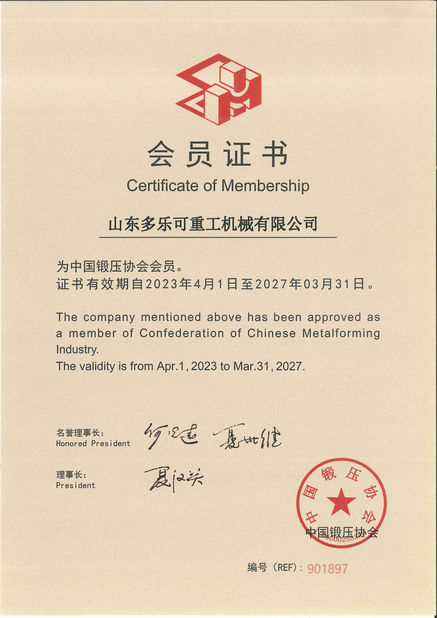 会员证书
Certificate of Membership
山东多乐可重工机械有限公司
为中国锻压协会会员。
证书有效期自2023年4月1日至2027年03月31日。
The company mentioned above has been approved as
a member of Confederation of Chinese Metalforming
Industry.
The validity is from Apr.1, 2023 to Mar.31, 2027.
名誉理事长：
Honored President
理事长：
President
中国锻压协会
中国锻压协会
编号（REF）: 901897